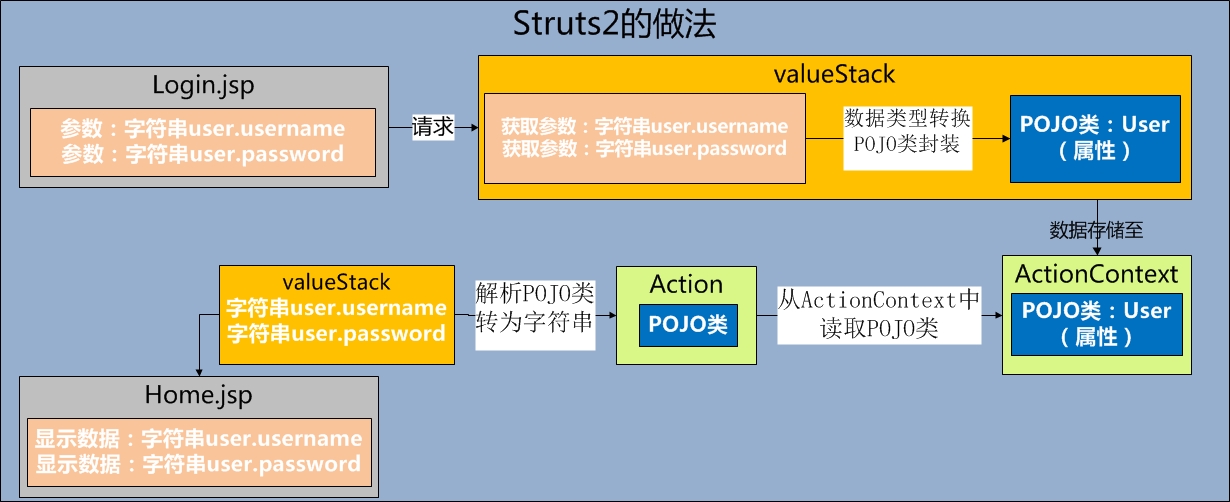 Struts2的做法
Login.jsp
参数：字符串user.username
参数：字符串user.password
请求
valueStack
获取参数：字符串user.username
获取参数：字符串user.password
数据类型转换
POJO类封装
POJO类：User
（属性）
数据存储至
ActionContext
POJO类：User
（属性）
从ActionContext中
读取POJO类
Action
POJO类
解析POJO类
转为字符串
valueStack
字符串user.username
字符串user.password
Home.jsp
显示数据：字符串user.username
显示数据：字符串user.password